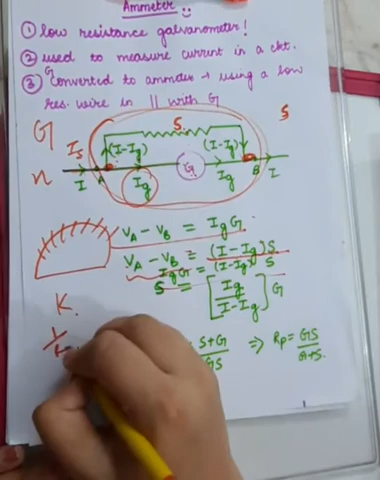 Ammeter
① low resistance galvanometer!
② used to measure current in a ckt.
③ G Converted to ammeter → using a low
res. wire in || with G
G
S
S
Is
(I-Ig)
(I-Ig)
n
I
A
Ig
G
Ig
B
I
VA - VB = IgG
VA - VB = (I - Ig)S
IgG = (I-Ig)S
S = [Ig / I-Ig] G
K.
S+G / GS ⇒ Rp = GS / G+S.